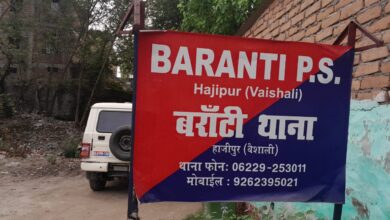 BARANTI P.S.
Hajipur (Vaishali)
बराँटी थाना
हाजीपुर (वैशाली)
थाना फोन: 06229-253011
मोबाईल : 9262395021